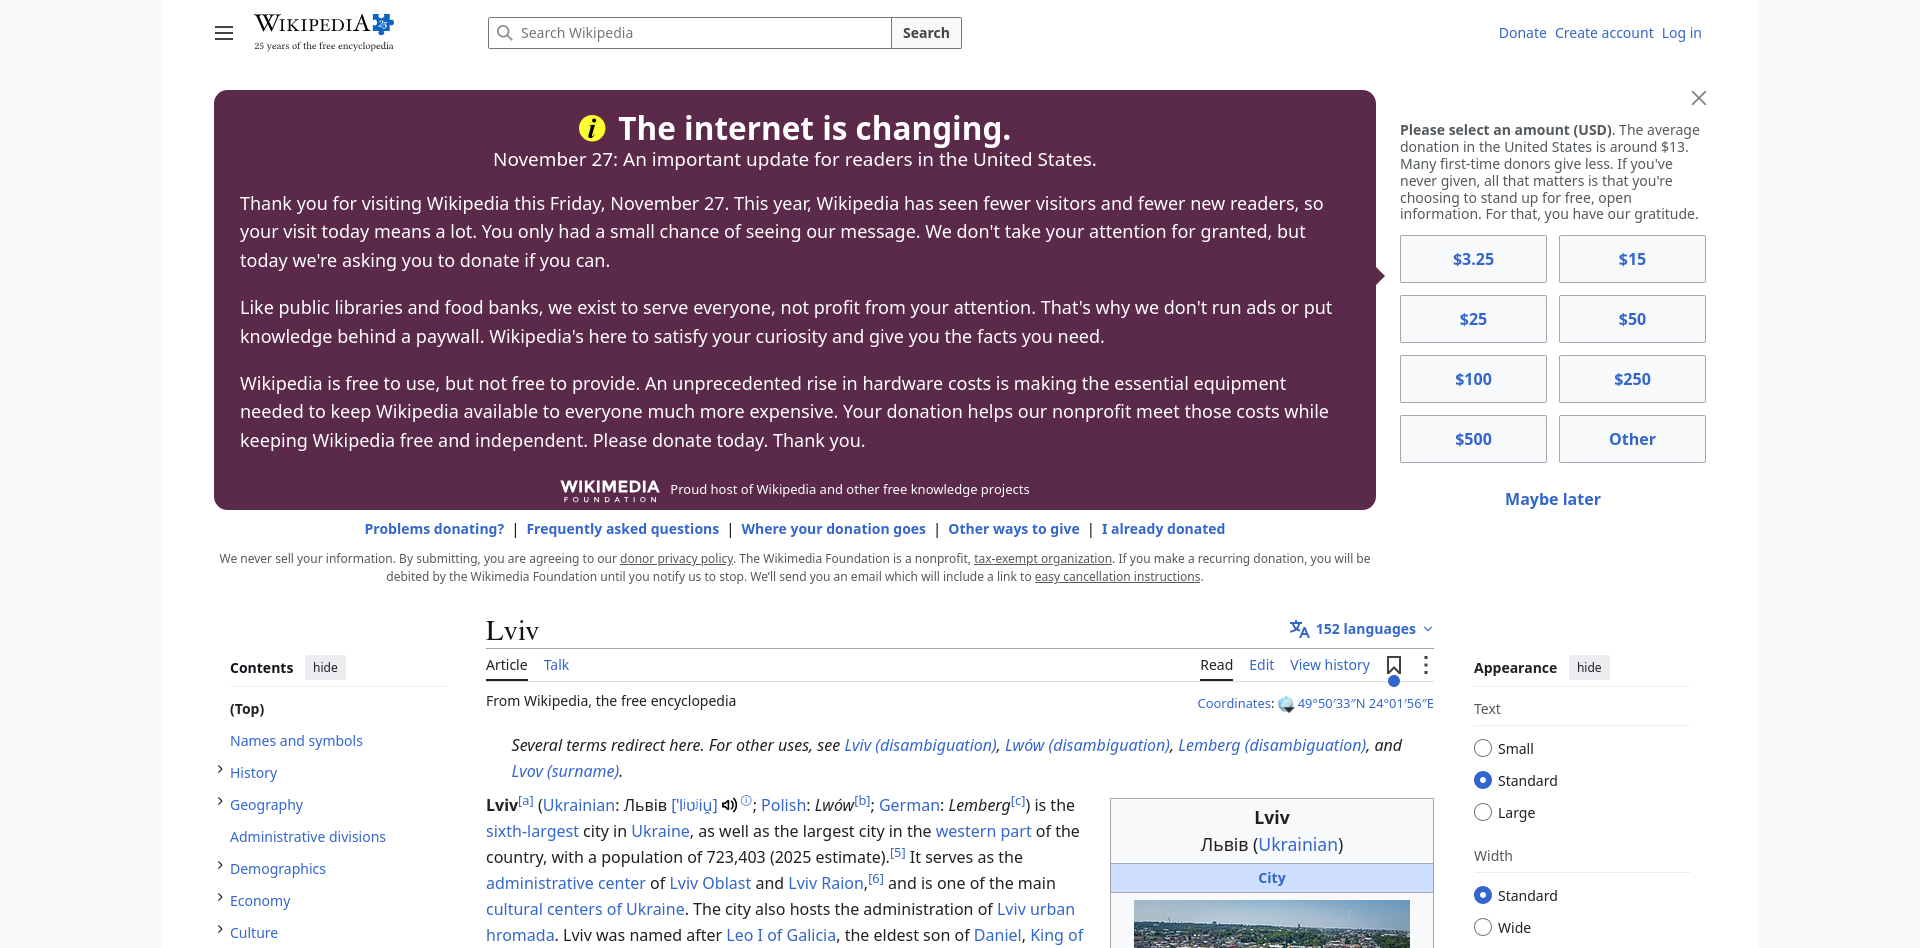 WIKIPEDIA 25
25 years of the free encyclopedia
Search Wikipedia
Search
Donate Create account Log in
i The internet is changing.
November 27: An important update for readers in the United States.
Thank you for visiting Wikipedia this Friday, November 27. This year, Wikipedia has seen fewer visitors and fewer new readers, so
your visit today means a lot. You only had a small chance of seeing our message. We don't take your attention for granted, but
today we're asking you to donate if you can.
Like public libraries and food banks, we exist to serve everyone, not profit from your attention. That's why we don't run ads or put
knowledge behind a paywall. Wikipedia's here to satisfy your curiosity and give you the facts you need.
Wikipedia is free to use, but not free to provide. An unprecedented rise in hardware costs is making the essential equipment
needed to keep Wikipedia available to everyone much more expensive. Your donation helps our nonprofit meet those costs while
keeping Wikipedia free and independent. Please donate today. Thank you.
WIKIMEDIA
FOUNDATION
Proud host of Wikipedia and other free knowledge projects
Please select an amount (USD). The average
donation in the United States is around $13.
Many first-time donors give less. If you've
never given, all that matters is that you're
choosing to stand up for free, open
information. For that, you have our gratitude.
$3.25 $15
$25 $50
$100 $250
$500 Other
Maybe later
Problems donating? | Frequently asked questions | Where your donation goes | Other ways to give | I already donated
We never sell your information. By submitting, you are agreeing to our donor privacy policy. The Wikimedia Foundation is a nonprofit, tax-exempt organization. If you make a recurring donation, you will be
debited by the Wikimedia Foundation until you notify us to stop. We'll send you an email which will include a link to easy cancellation instructions.
Contents hide
(Top)
Names and symbols
History
Geography
Administrative divisions
Demographics
Economy
Culture
Lviv
152 languages
Article Talk
Read Edit View history
From Wikipedia, the free encyclopedia
Coordinates: 49°50′33″N 24°01′56″E
Several terms redirect here. For other uses, see Lviv (disambiguation), Lwów (disambiguation), Lemberg (disambiguation), and
Lvov (surname).
Lviv[a] (Ukrainian: Львів [ˈlʲʋʲiu̯] ⓘ; Polish: Lwów[b]; German: Lemberg[c]) is the
sixth-largest city in Ukraine, as well as the largest city in the western part of the
country, with a population of 723,403 (2025 estimate).[5] It serves as the
administrative center of Lviv Oblast and Lviv Raion,[6] and is one of the main
cultural centers of Ukraine. The city also hosts the administration of Lviv urban
hromada. Lviv was named after Leo I of Galicia, the eldest son of Daniel, King of
Lviv
Львів (Ukrainian)
City
Appearance hide
Text
Small
Standard
Large
Width
Standard
Wide